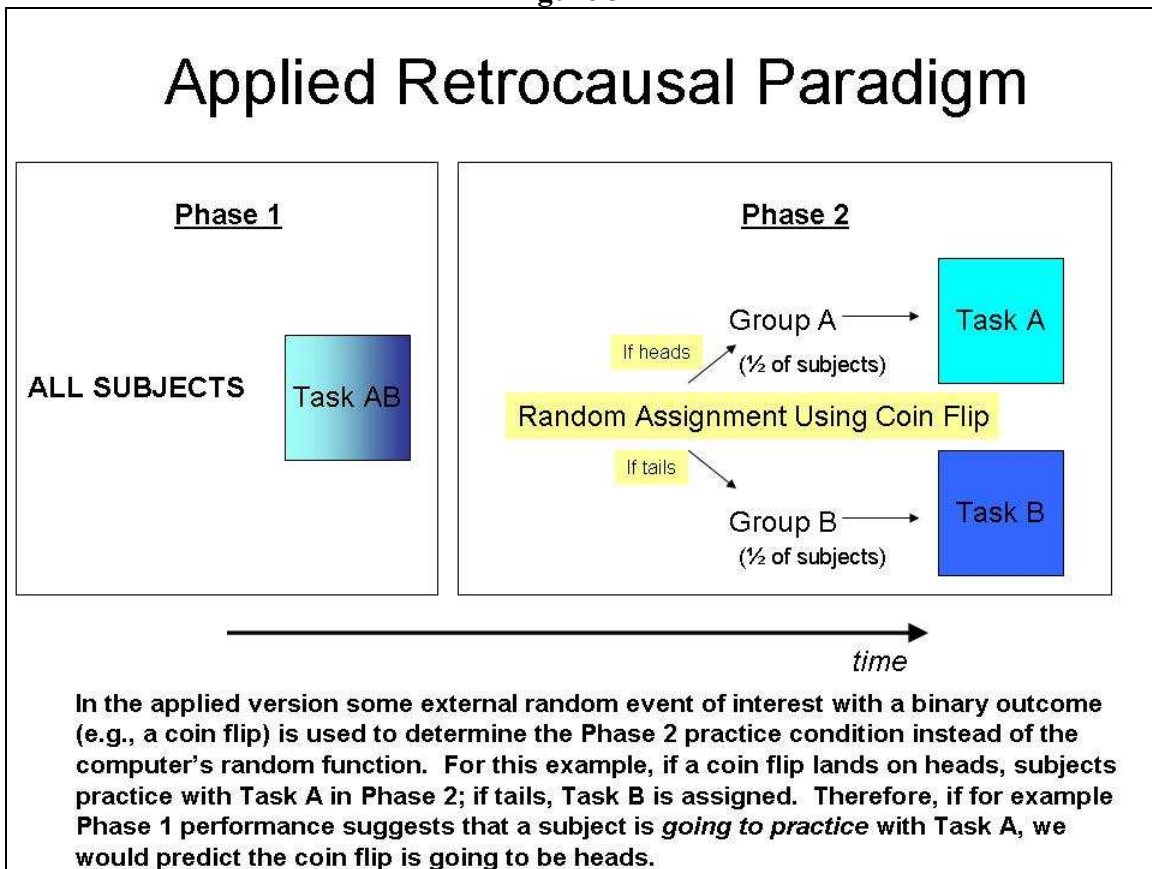 Applied Retrocausal Paradigm
Phase 1
ALL SUBJECTS
Task AB
Phase 2
Group A
Task A
If heads
(½ of subjects)
Random Assignment Using Coin Flip
If tails
Group B
Task B
(½ of subjects)
time
In the applied version some external random event of interest with a binary outcome
(e.g., a coin flip) is used to determine the Phase 2 practice condition instead of the
computer's random function. For this example, if a coin flip lands on heads, subjects
practice with Task A in Phase 2; if tails, Task B is assigned. Therefore, if for example
Phase 1 performance suggests that a subject is going to practice with Task A, we
would predict the coin flip is going to be heads.